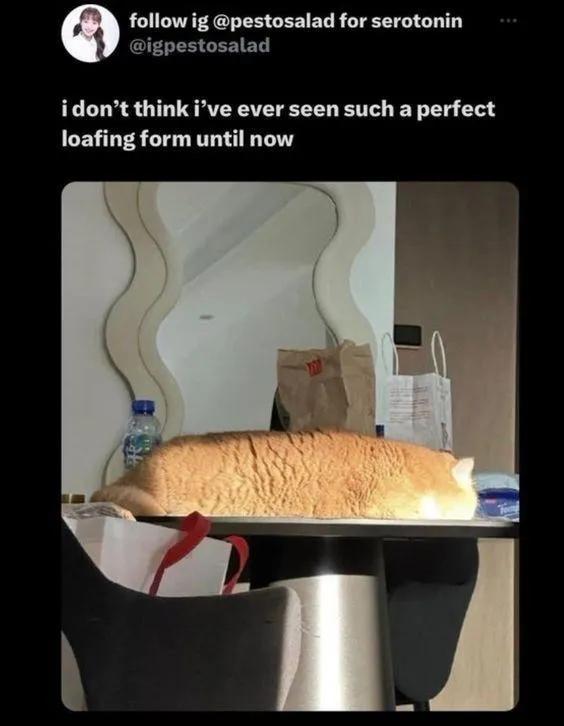 follow ig @pestosalad for serotonin
@igpestosalad
i don’t think i’ve ever seen such a perfect
loafing form until now